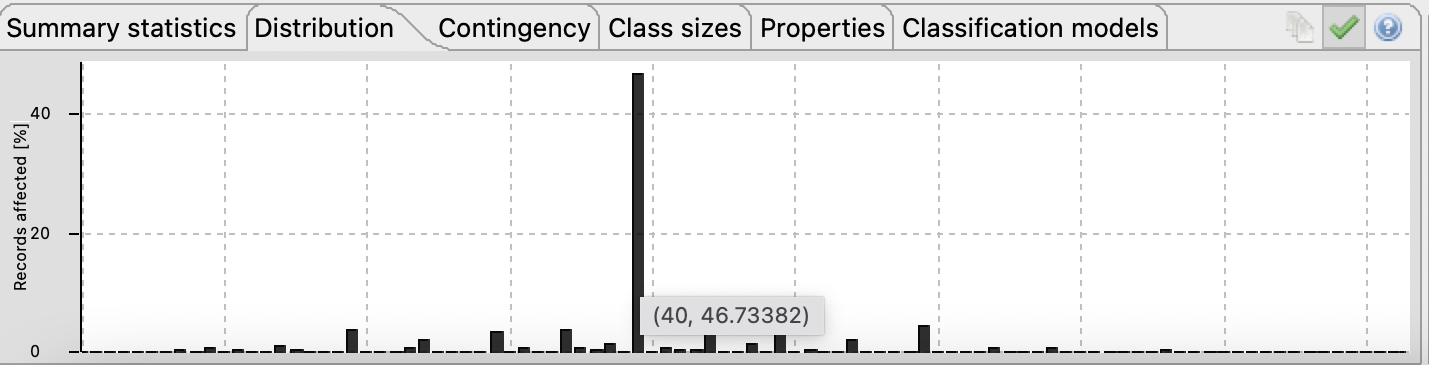 Summary statistics Distribution Contingency Class sizes Properties Classification models
Records affected [%]
40
20
0
(40, 46.73382)